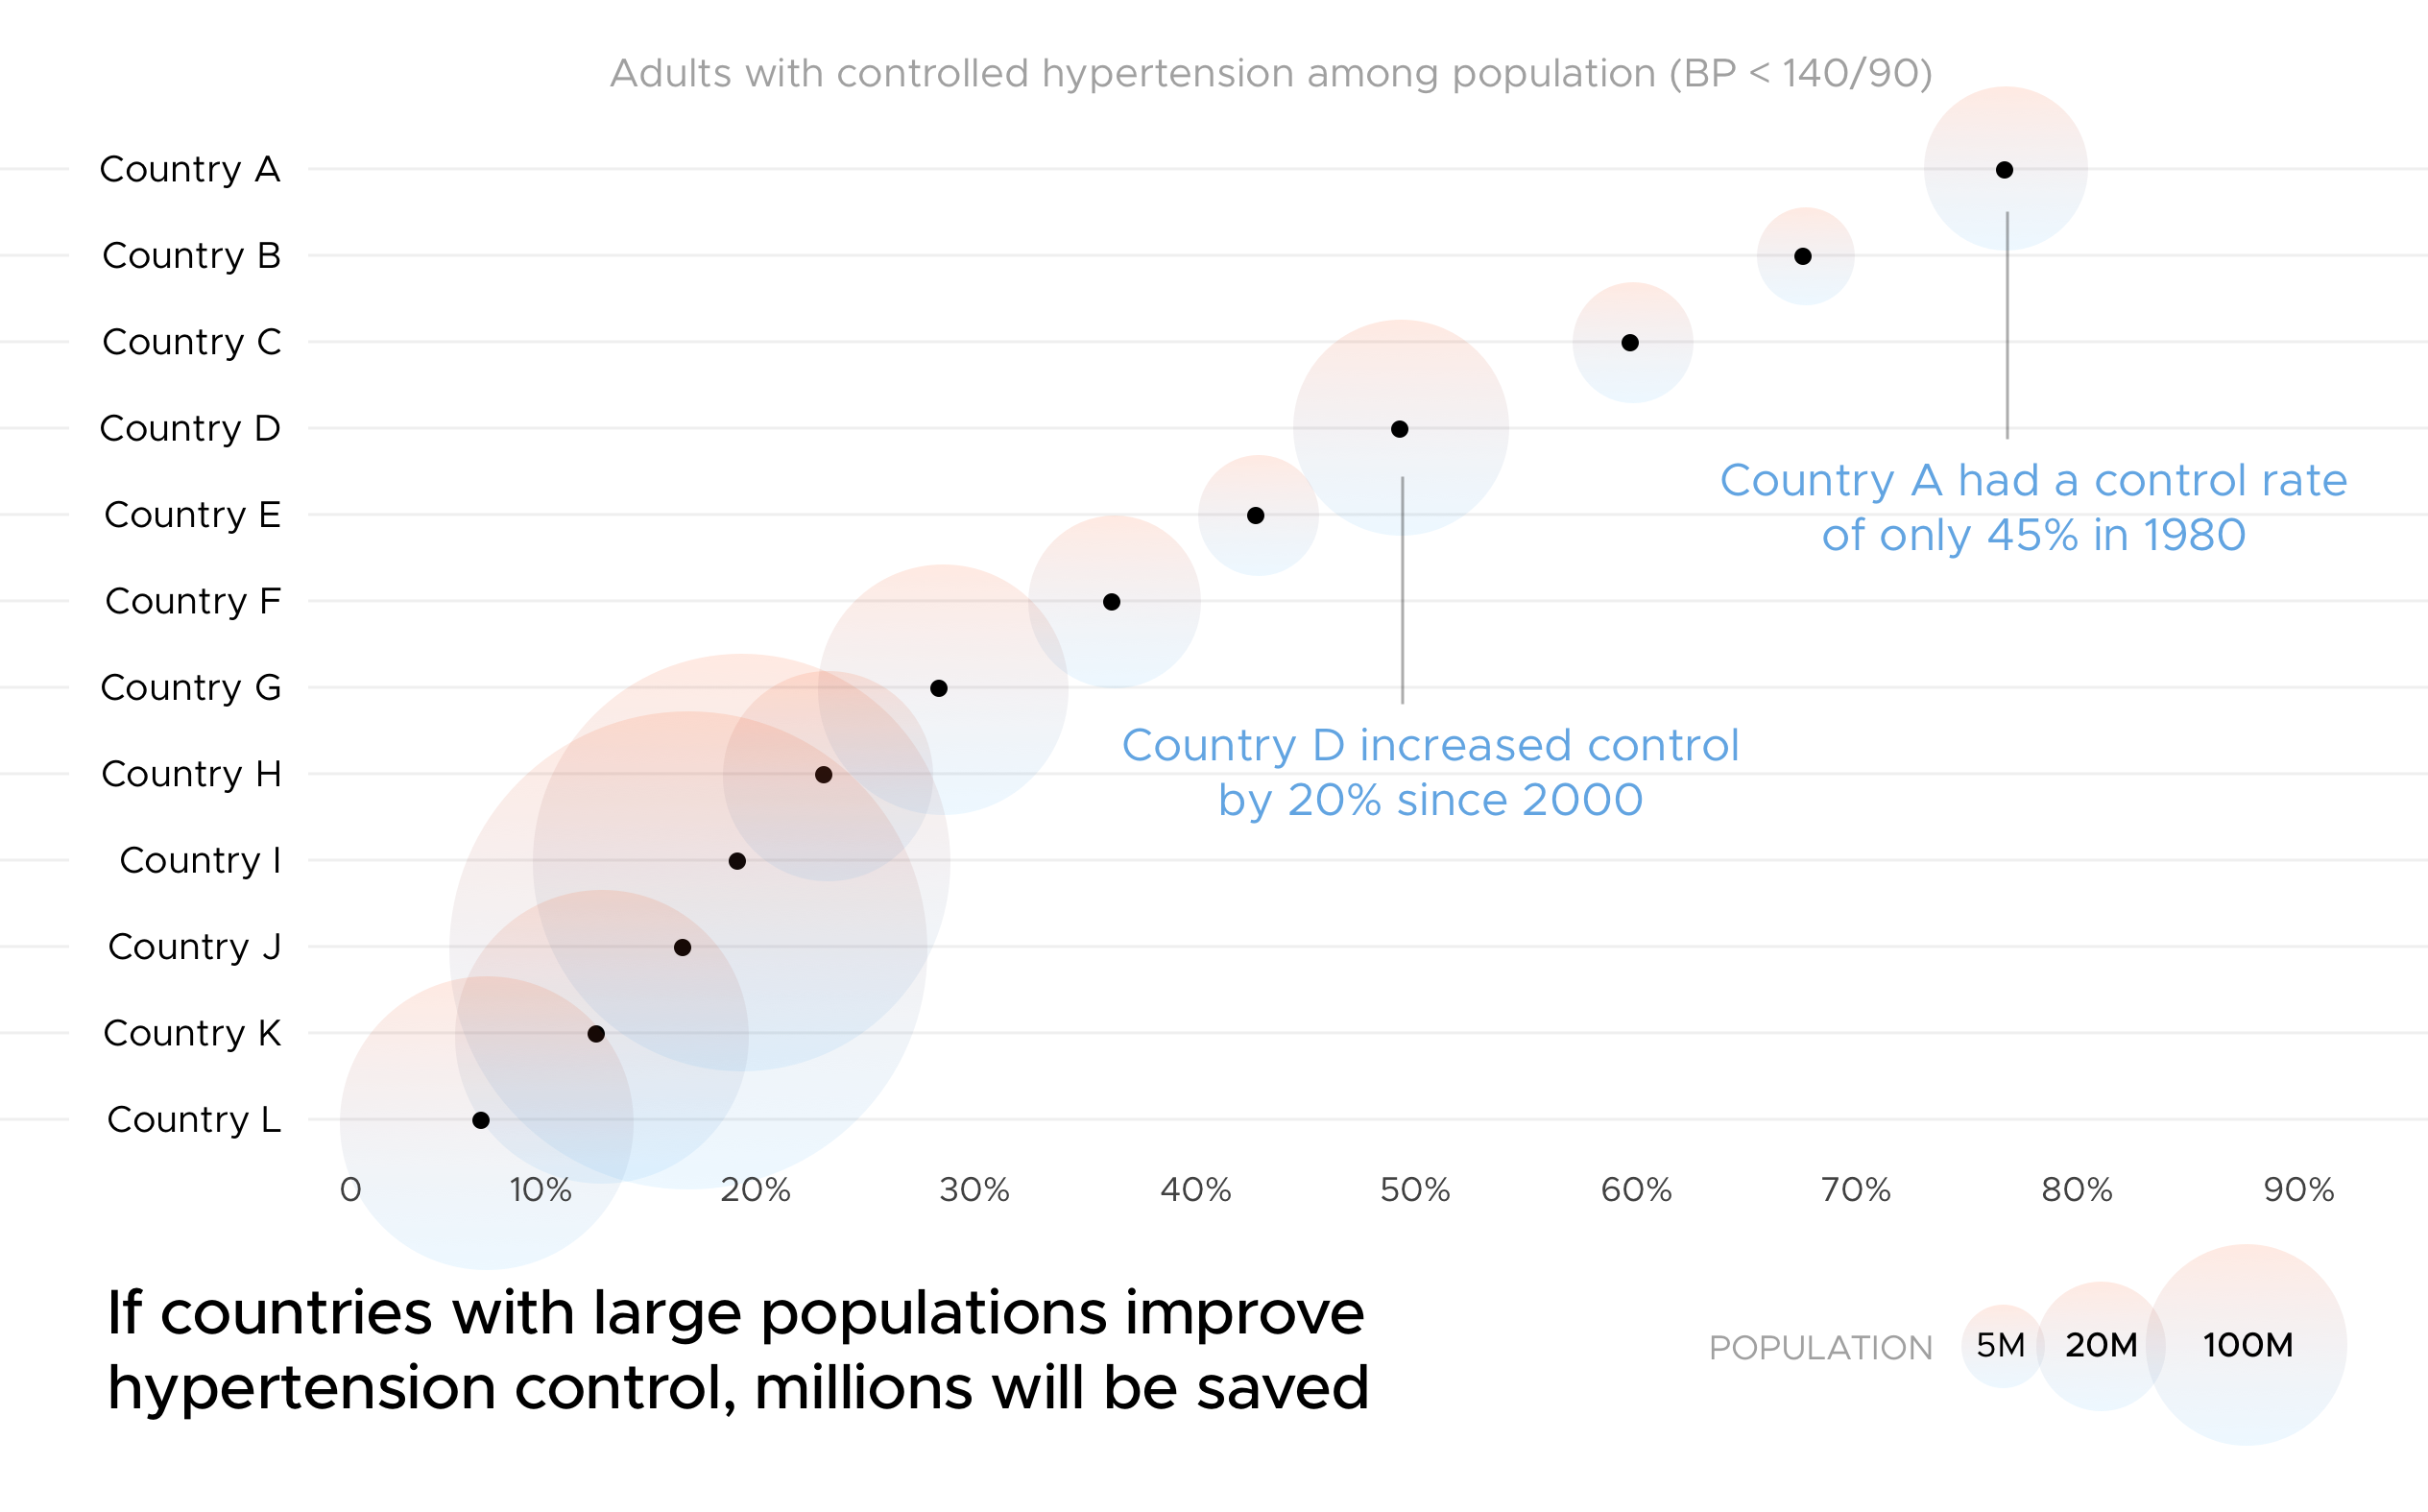 Adults with controlled hypertension among population (BP < 140/90)
Country A
Country B
Country C
Country D
Country E
Country A had a control rate
of only 45% in 1980
Country F
Country G
Country H
Country D increased control
by 20% since 2000
Country I
Country J
Country K
Country L
0 10% 20% 30% 40% 50% 60% 70% 80% 90%
If countries with large populations improve
hypertension control, millions will be saved
POPULATION 5M 20M 100M